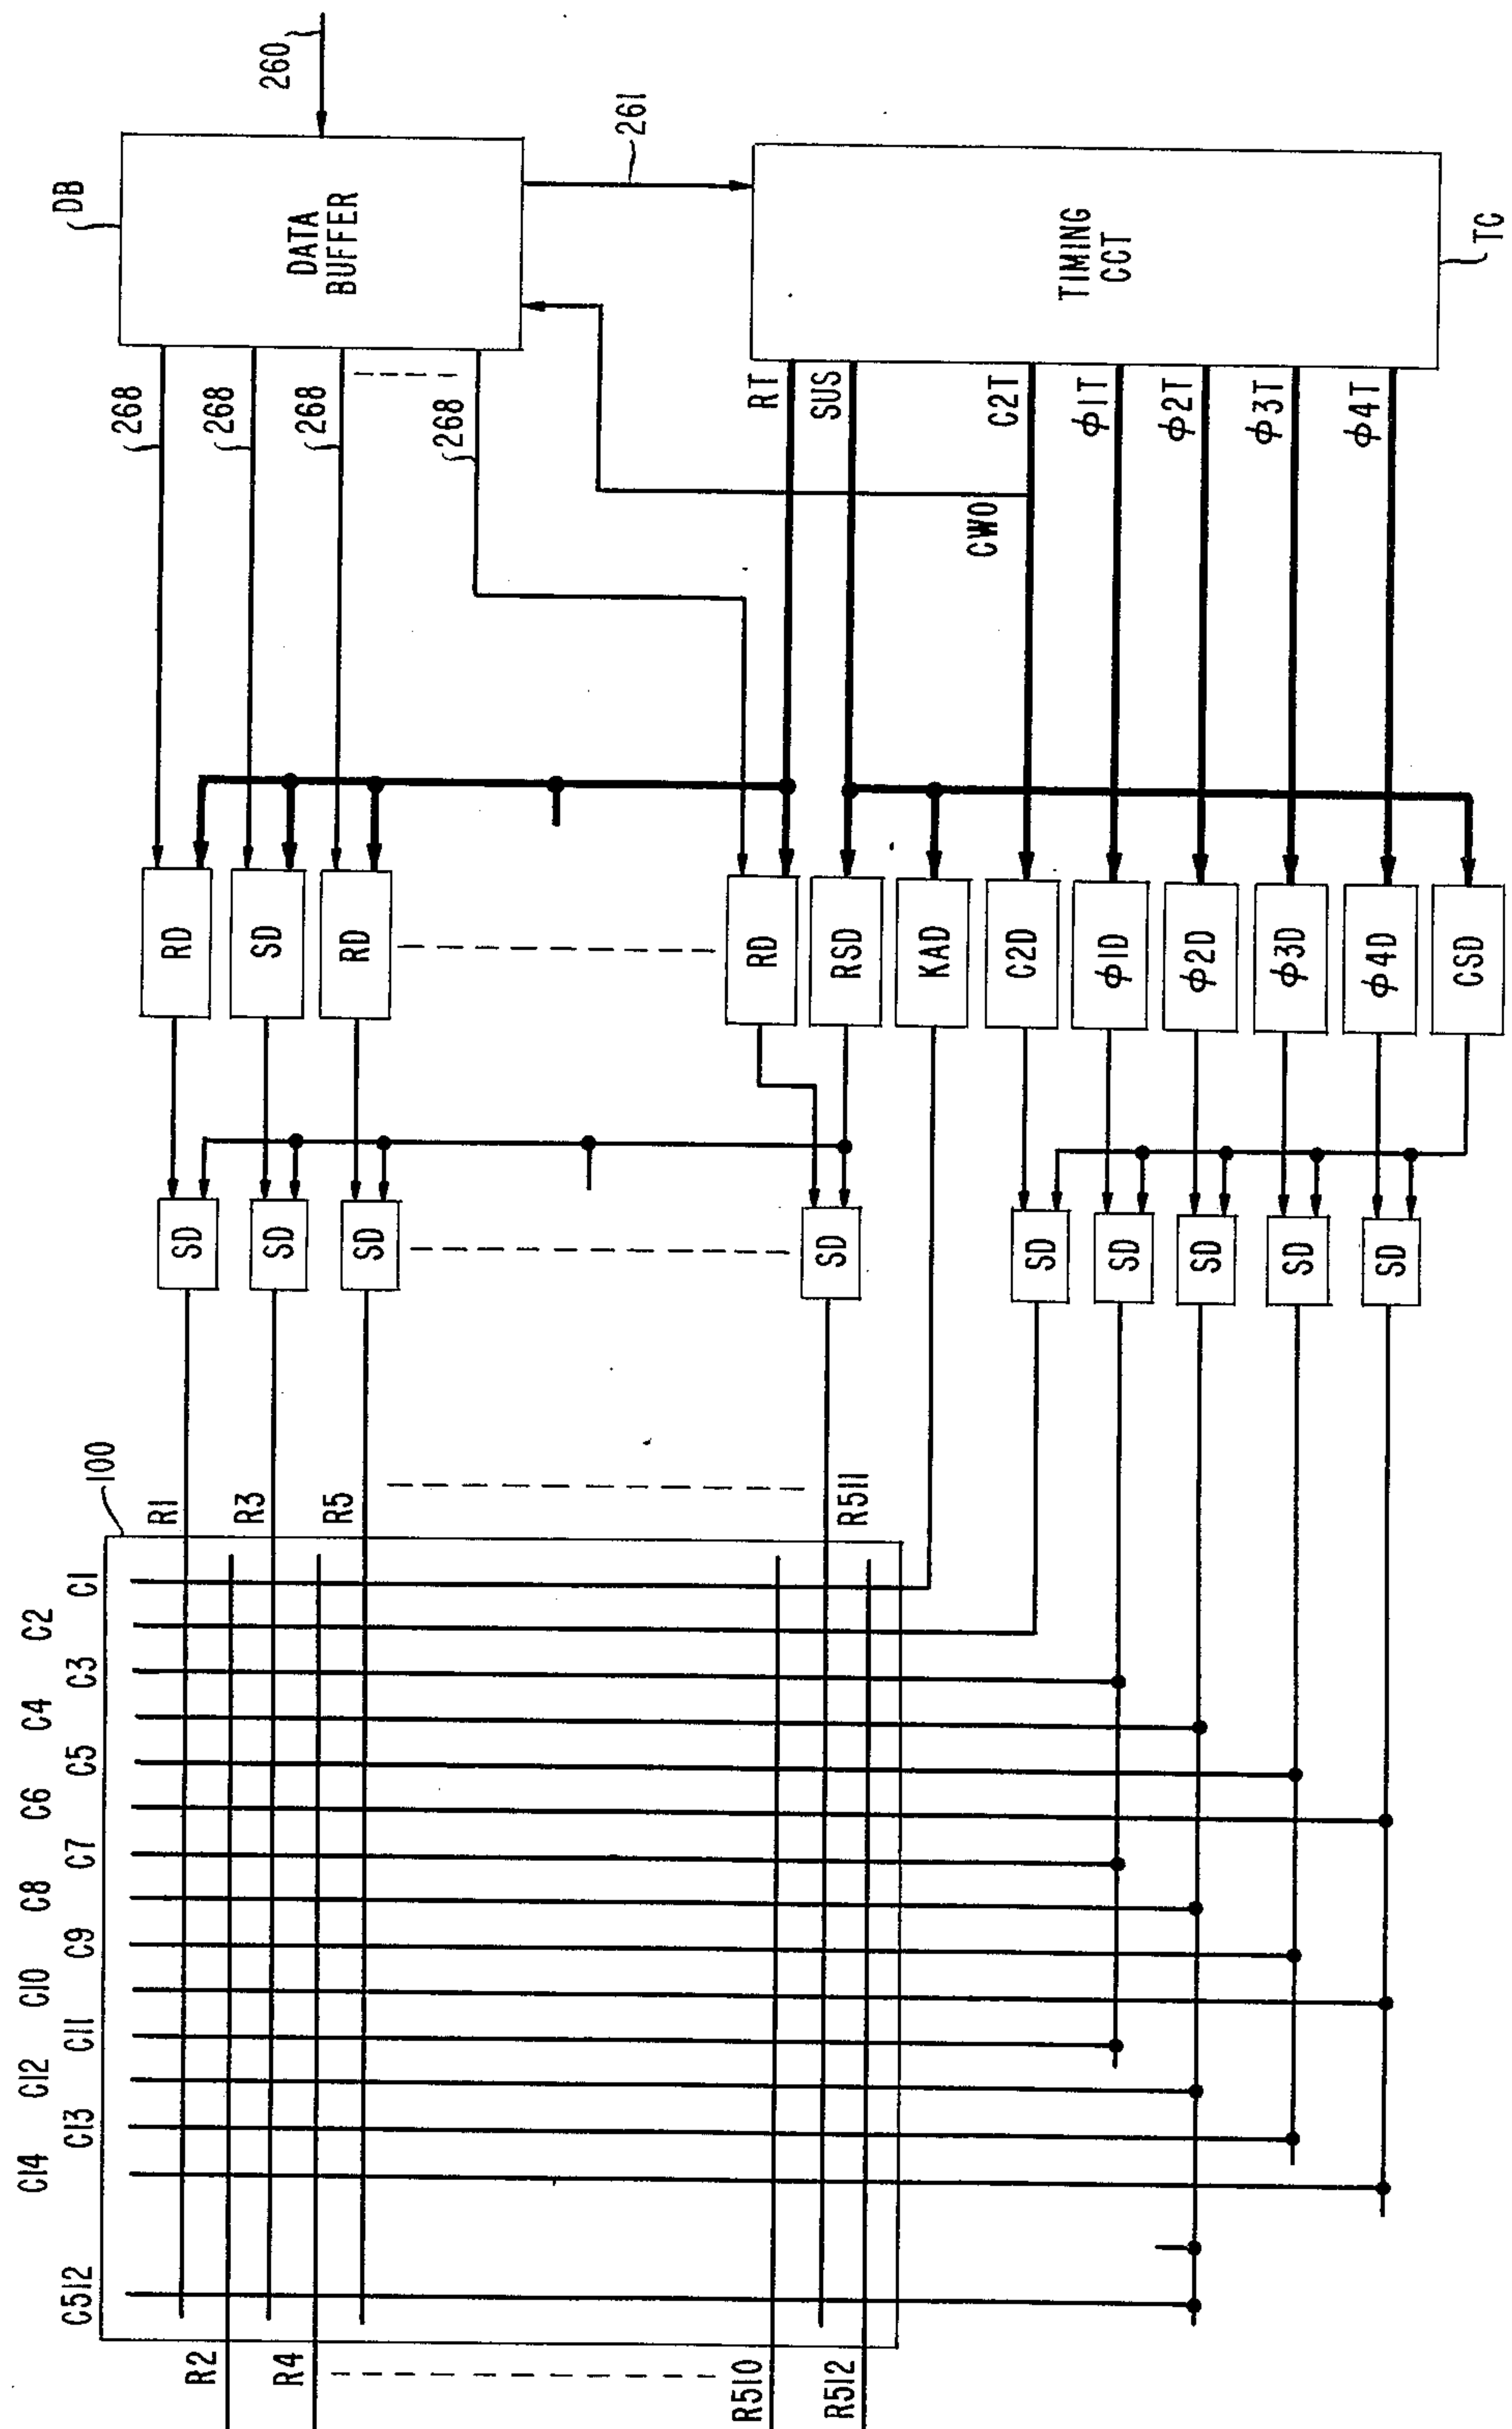 260
DB
DATA
BUFFER
261
TIMING
CCT
TC
268
268
268
268
RT
SUS
C2T
CWO
φ1T
φ2T
φ3T
φ4T
RD
SD
RD
RD
RSD
KAD
C2D
φ1D
φ2D
φ3D
φ4D
CSD
SD
SD
SD
SD
SD
SD
SD
SD
SD
100
R1
R3
R5
R511
C1
C2
C3
C4
C5
C6
C7
C8
C9
C10
C11
C12
C13
C14
C512
R2
R4
R510
R512